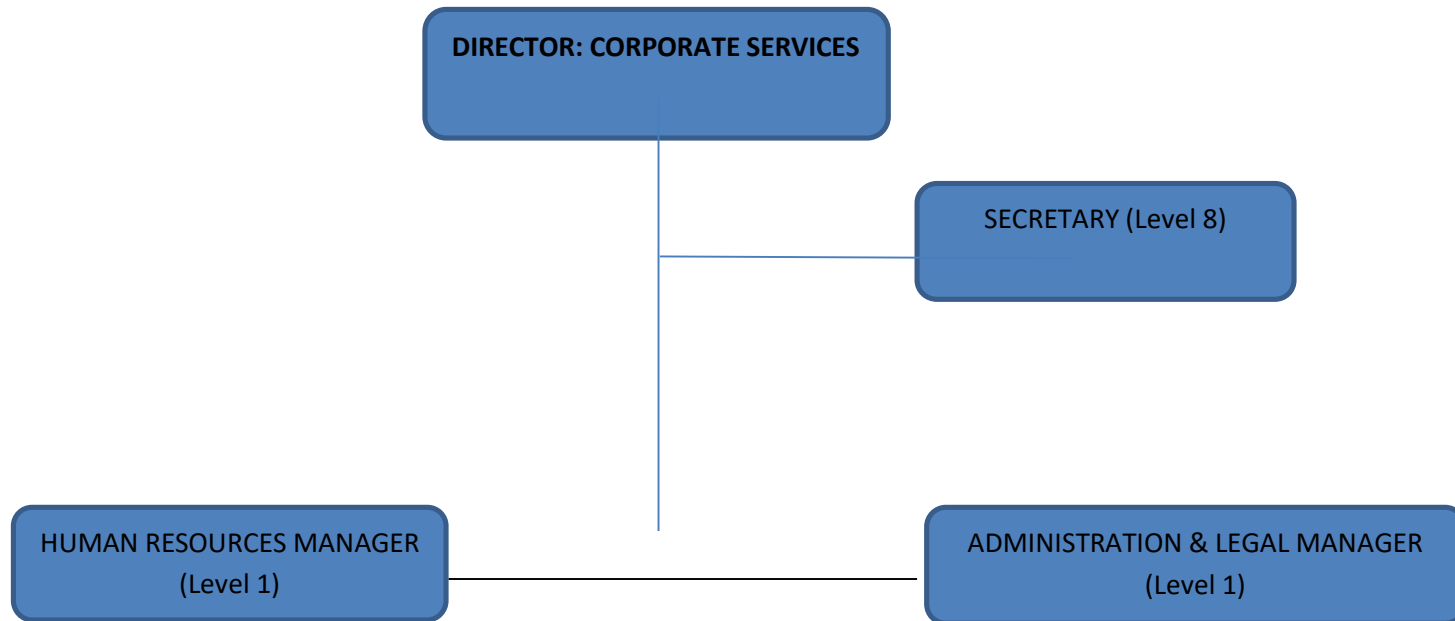 DIRECTOR: CORPORATE SERVICES
SECRETARY (Level 8)
HUMAN RESOURCES MANAGER
(Level 1)
ADMINISTRATION & LEGAL MANAGER
(Level 1)